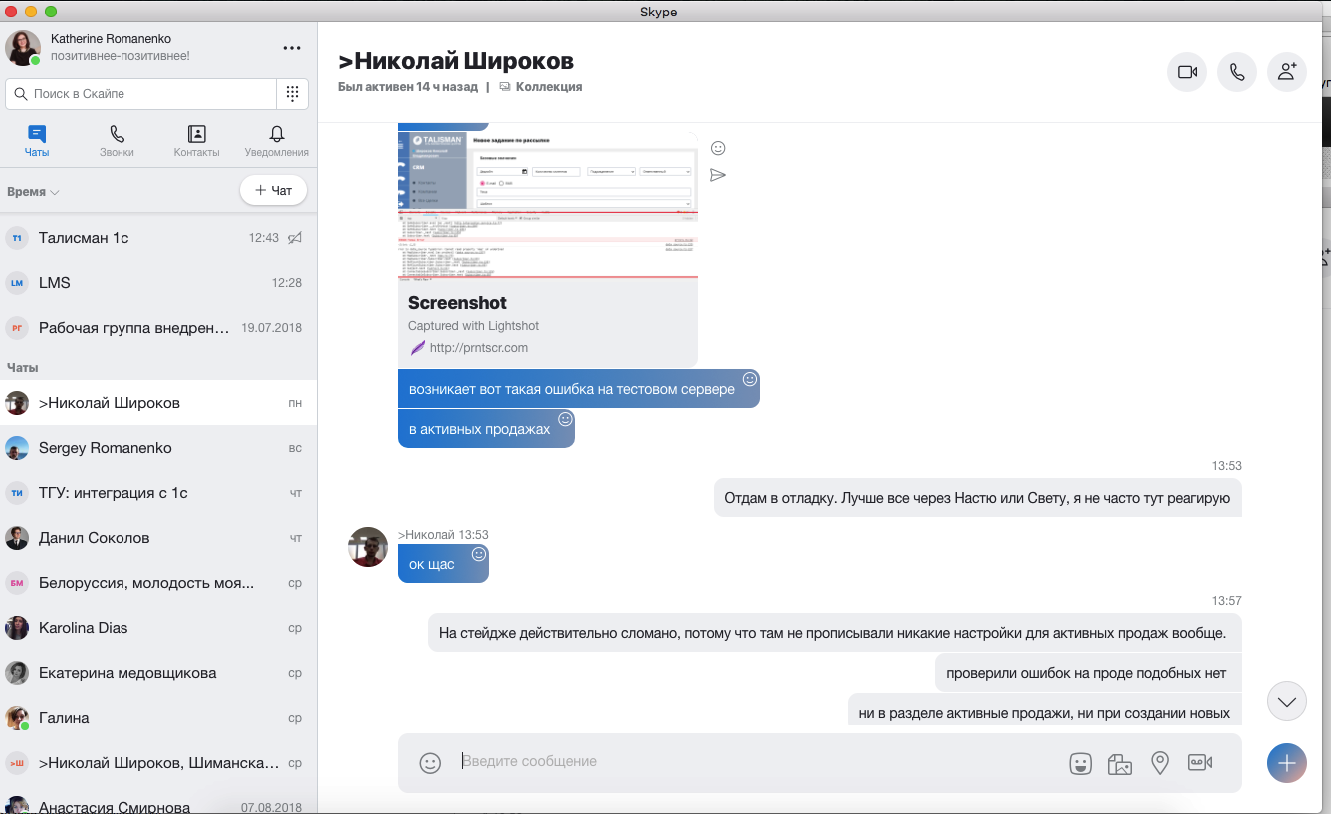 Skype
Katherine Romanenko
позитивнее-позитивнее!
Поиск в Скайпе
Чаты
Звонки
Контакты
Уведомления
Время
+ Чат
Т1
Талисман 1с
12:43
LM
LMS
12:28
РГ
Рабочая группа внедрен...
19.07.2018
Чаты
>Николай Широков
пн
Sergey Romanenko
вс
ТИ
ТГУ: интеграция с 1с
чт
Данил Соколов
чт
БМ
Белоруссия, молодость моя...
ср
Karolina Dias
ср
Екатерина медовщикова
ср
Галина
ср
>Ш
>Николай Широков, Шиманска...
ср
Анастасия Смирнова
07.08.2018
>Николай Широков
Был активен 14 ч назад | Коллекция
TALISMAN
Новое задание по рассылке
CRM
Screenshot
Captured with Lightshot
http://prntscr.com
возникает вот такая ошибка на тестовом сервере
в активных продажах
13:53
Отдам в отладку. Лучше все через Настю или Свету, я не часто тут реагирую
>Николай 13:53
ок щас
13:57
На стейдже действительно сломано, потому что там не прописывали никакие настройки для активных продаж вообще.
проверили ошибок на проде подобных нет
ни в разделе активные продажи, ни при создании новых
Введите сообщение